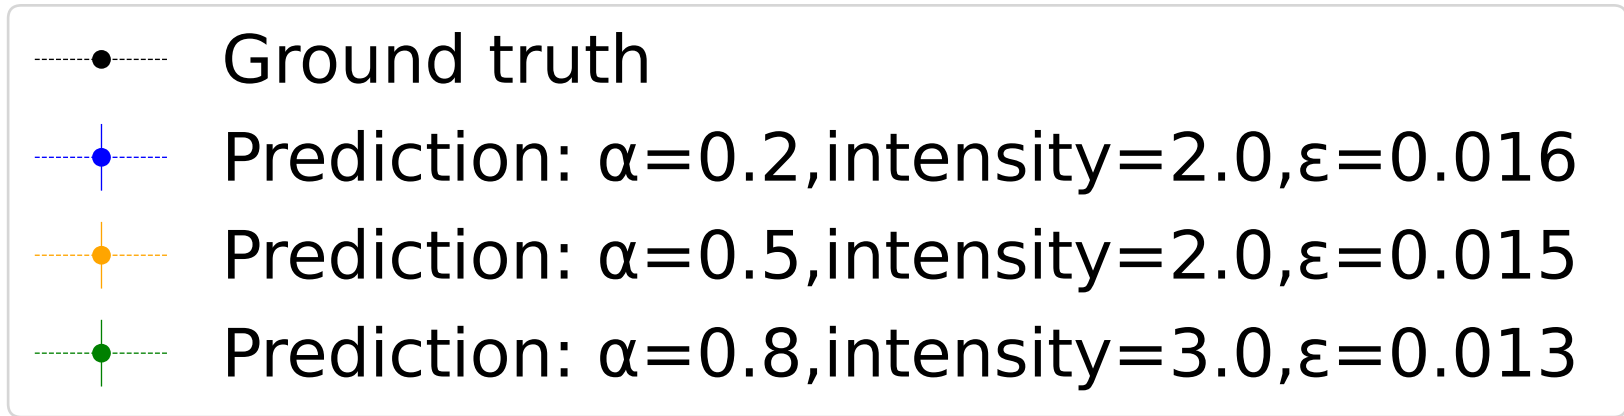 Ground truth
Prediction: α=0.2,intensity=2.0,ε=0.016
Prediction: α=0.5,intensity=2.0,ε=0.015
Prediction: α=0.8,intensity=3.0,ε=0.013